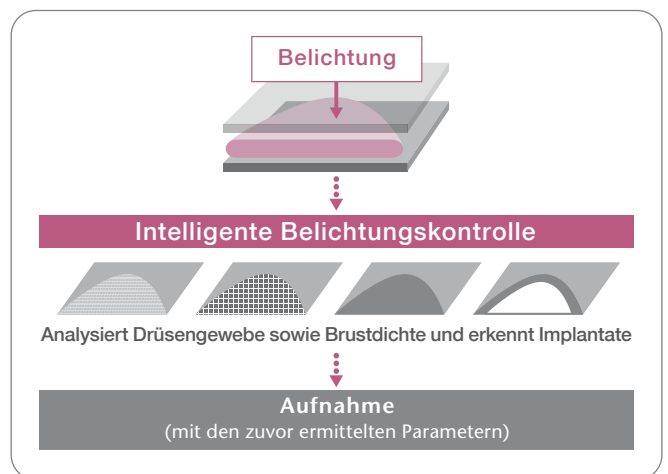 Belichtung
Intelligente Belichtungskontrolle
Analysiert Drüsengewebe sowie Brustdichte und erkennt Implantate
Aufnahme
(mit den zuvor ermittelten Parametern)